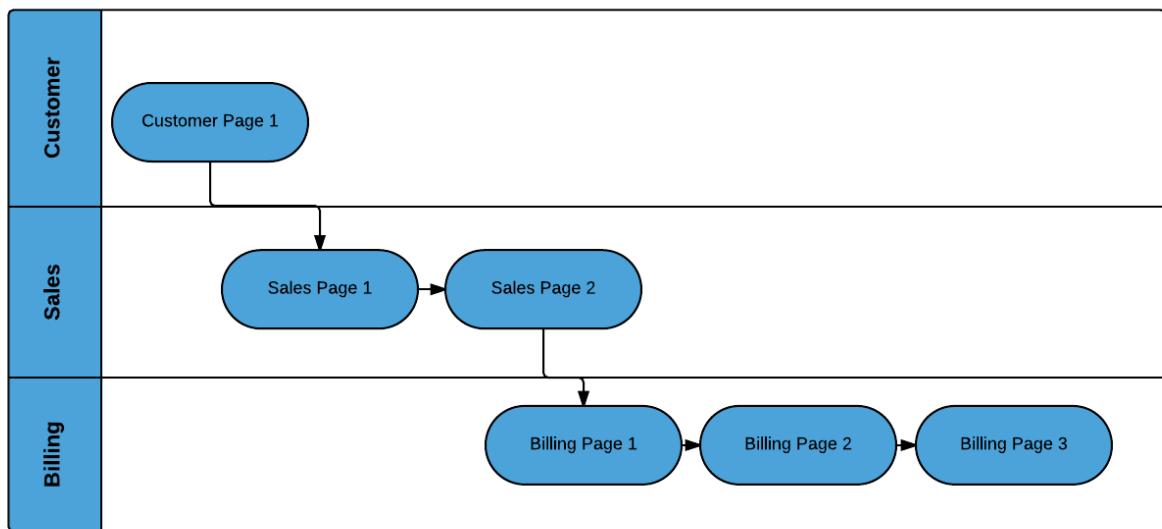 Customer
Customer Page 1
Sales
Sales Page 1
Sales Page 2
Billing
Billing Page 1
Billing Page 2
Billing Page 3